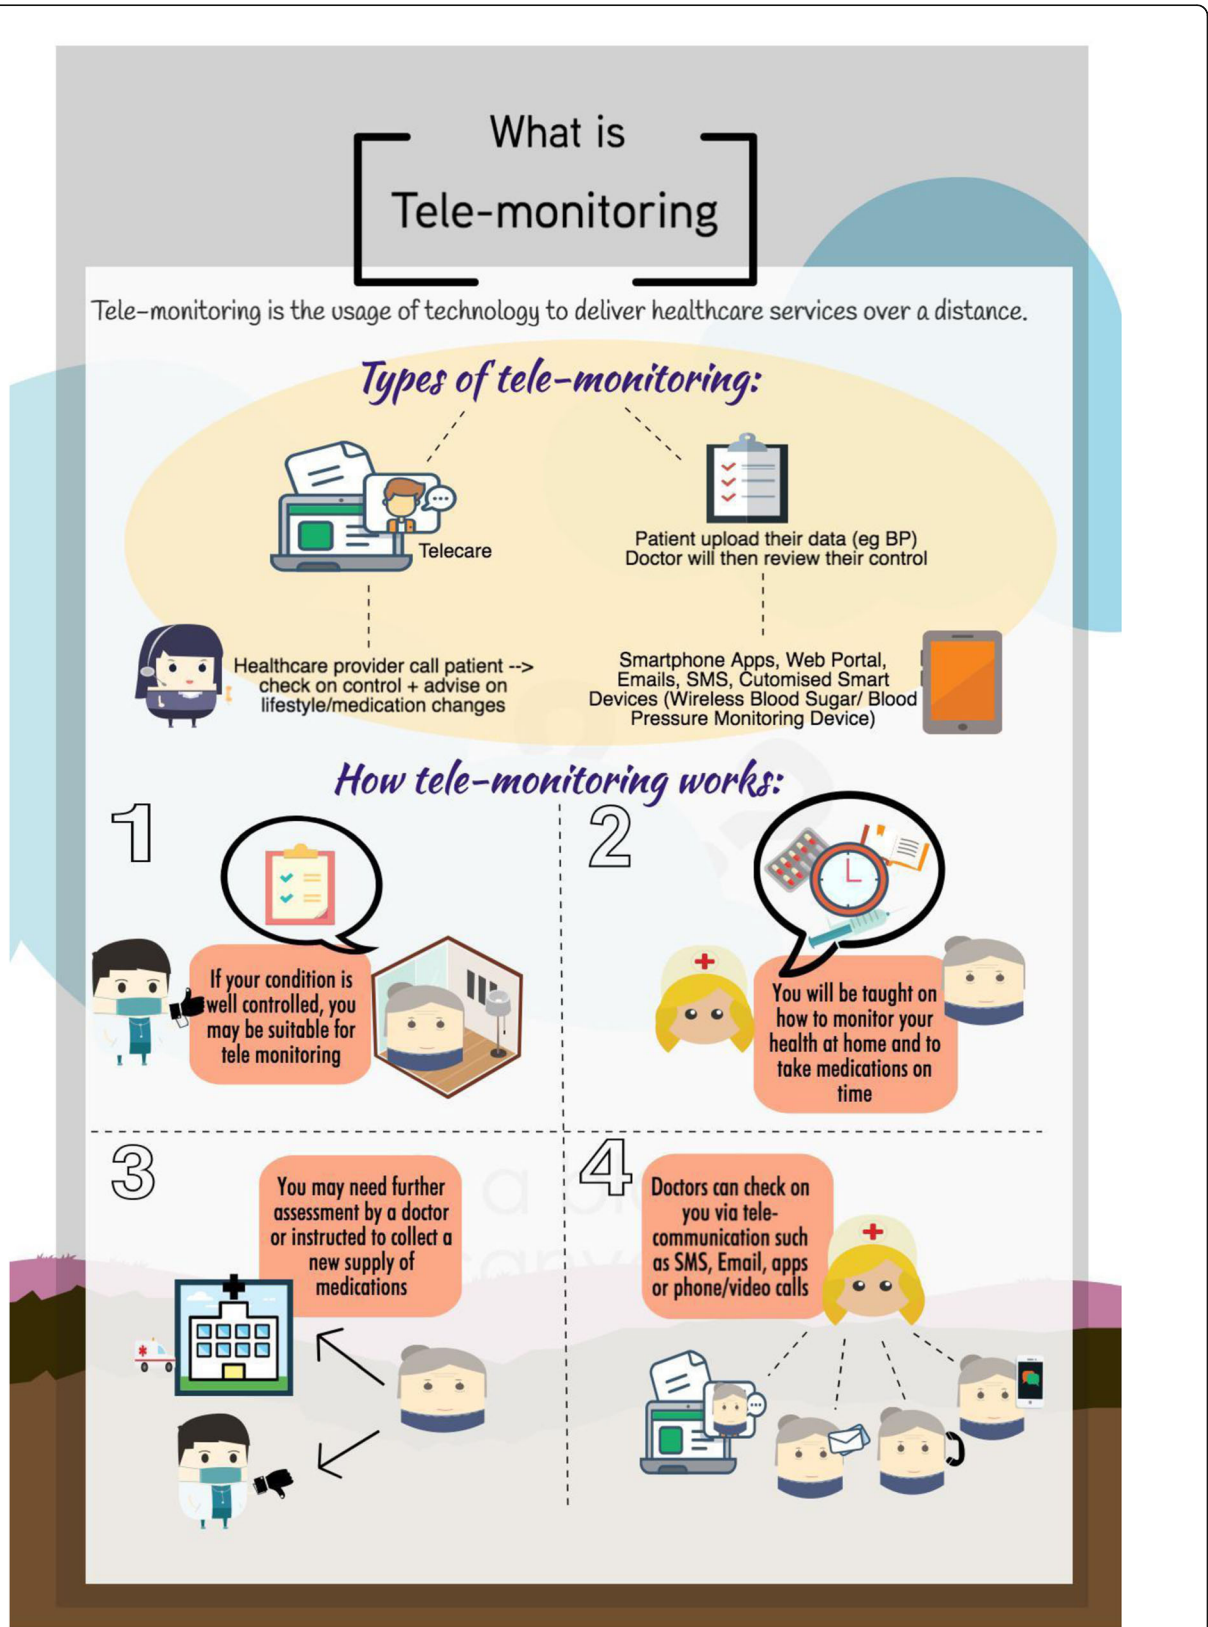 What is
Tele-monitoring
Tele-monitoring is the usage of technology to deliver healthcare services over a distance.
Types of tele-monitoring:
Telecare
Healthcare provider call patient -->
check on control + advise on
lifestyle/medication changes
Patient upload their data (eg BP)
Doctor will then review their control
Smartphone Apps, Web Portal,
Emails, SMS, Cutomised Smart
Devices (Wireless Blood Sugar/ Blood
Pressure Monitoring Device)
How tele-monitoring works:
1
If your condition is
well controlled, you
may be suitable for
tele monitoring
2
You will be taught on
how to monitor your
health at home and to
take medications on
time
3
You may need further
assessment by a doctor
or instructed to collect a
new supply of
medications
4
Doctors can check on
you via tele-
communication such
as SMS, Email, apps
or phone/video calls